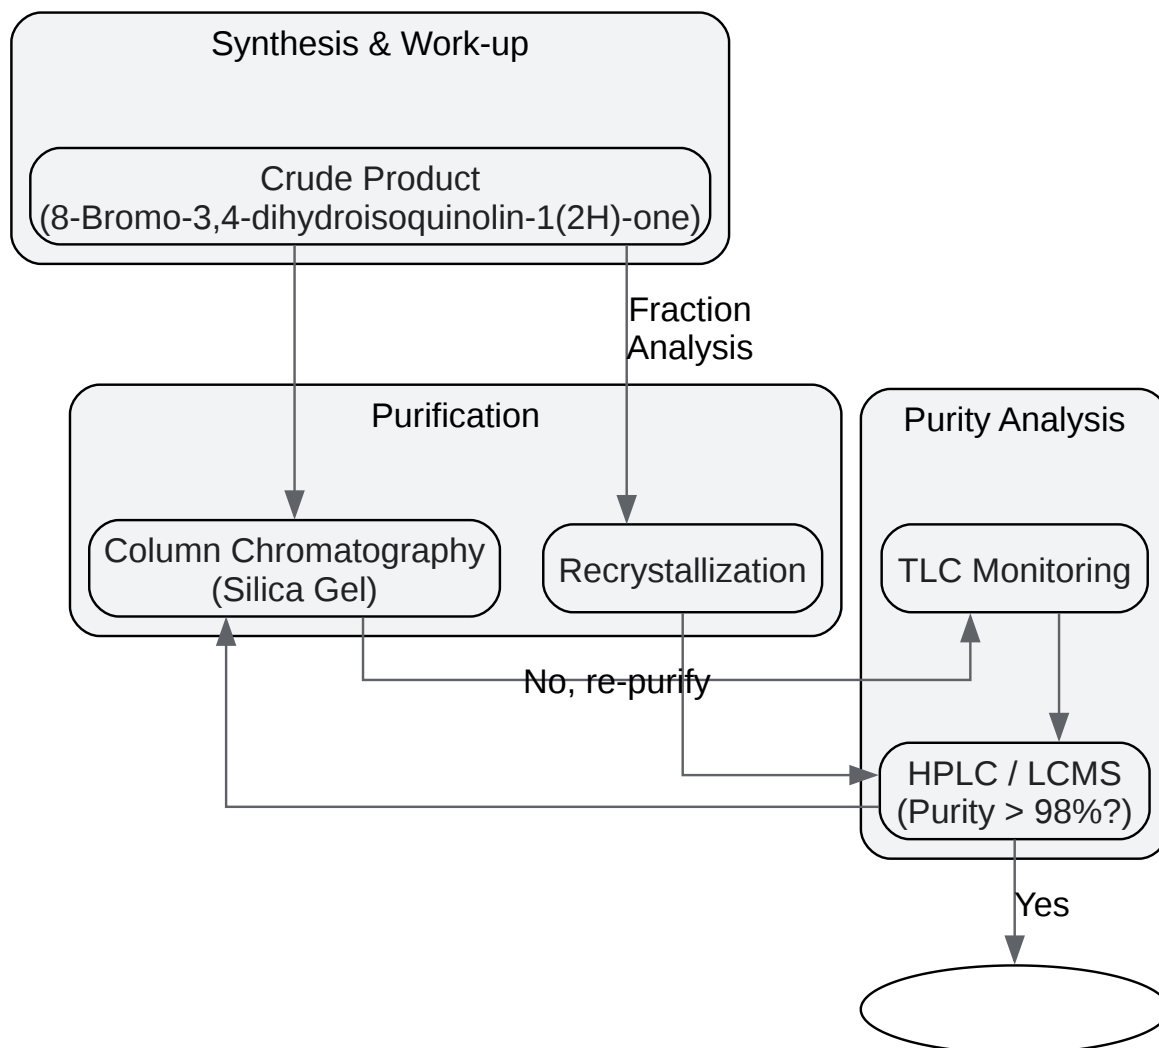 Synthesis & Work-up
Crude Product
(8-Bromo-3,4-dihydroisoquinolin-1(2H)-one)
Fraction
Analysis
Purification
Purity Analysis
Column Chromatography
(Silica Gel)
Recrystallization
TLC Monitoring
No, re-purify
HPLC / LCMS
(Purity > 98%?)
Yes